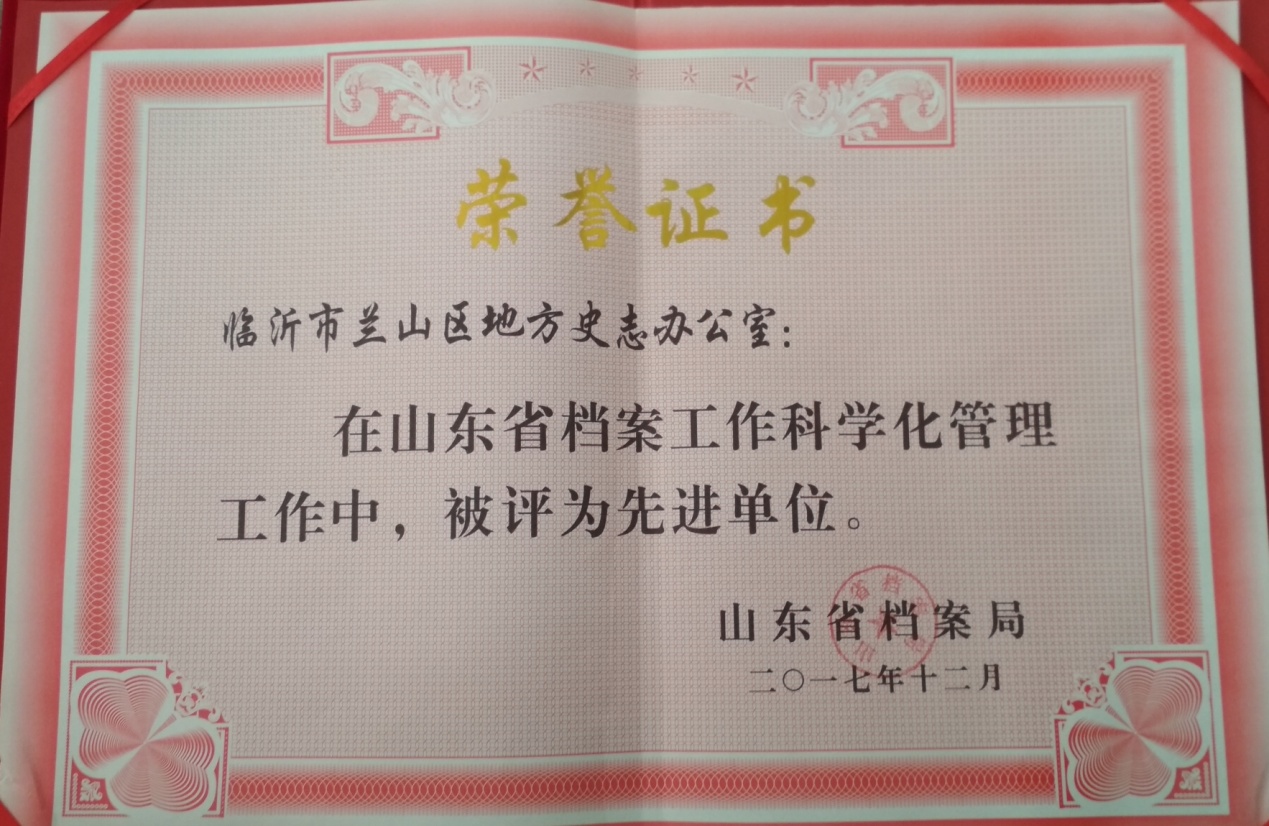 荣誉证书
临沂市兰山区地方史志办公室：
在山东省档案工作科学化管理
工作中，被评为先进单位。
山东省档案局
二〇一七年十二月